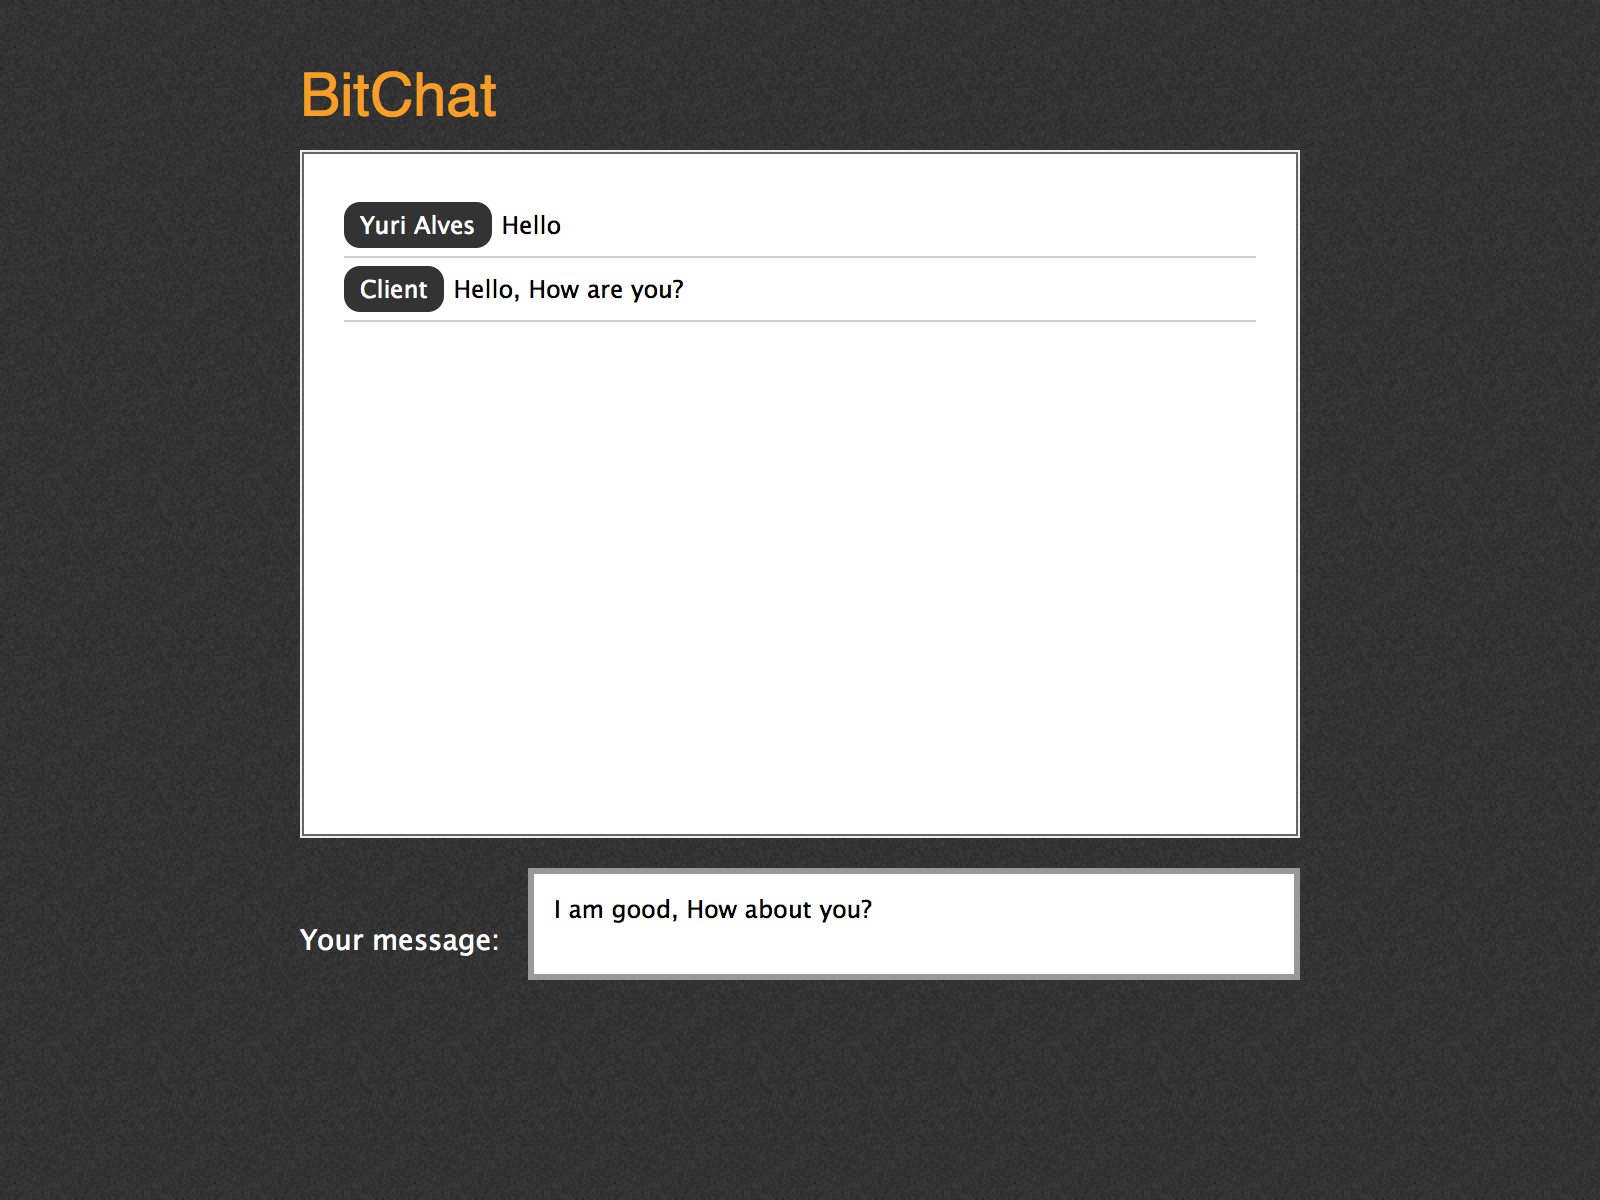 BitChat
Yuri Alves Hello
Client Hello, How are you?
Your message: I am good, How about you?